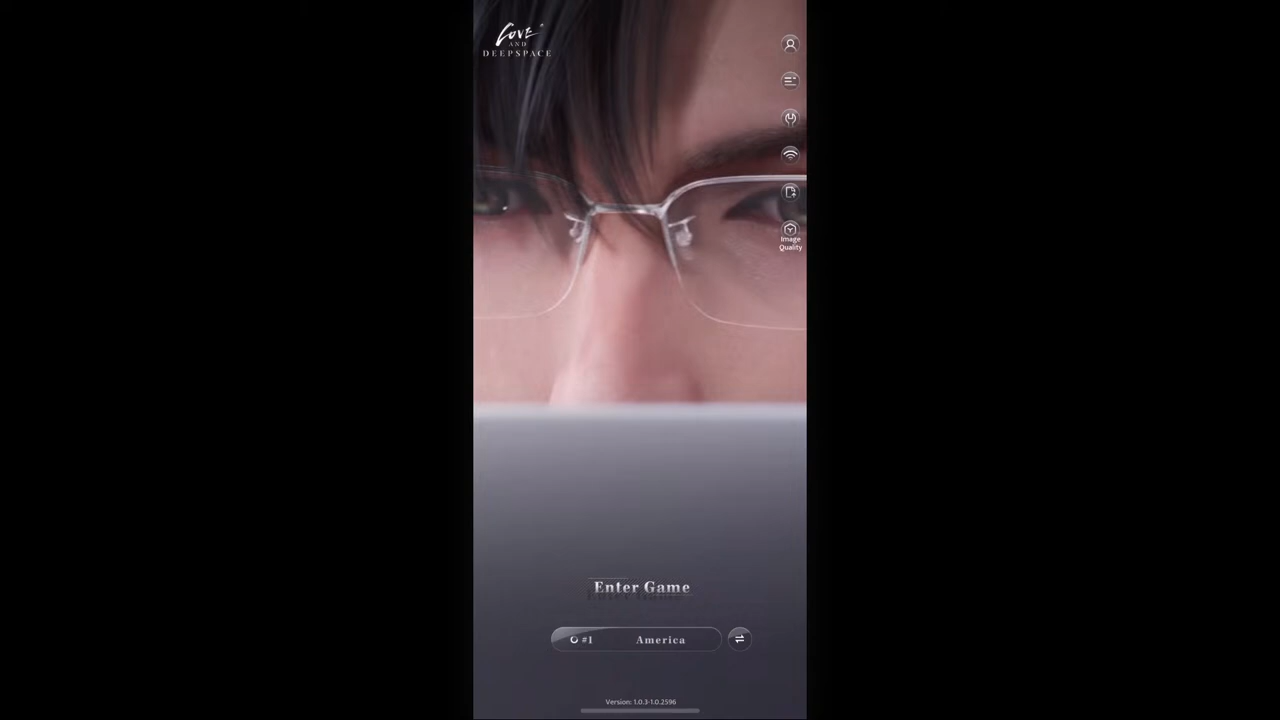 Love
AND
DEEPSPACE
Image
Quality
Enter Game
#1 America
Version: 1.0.3-1.0.2596